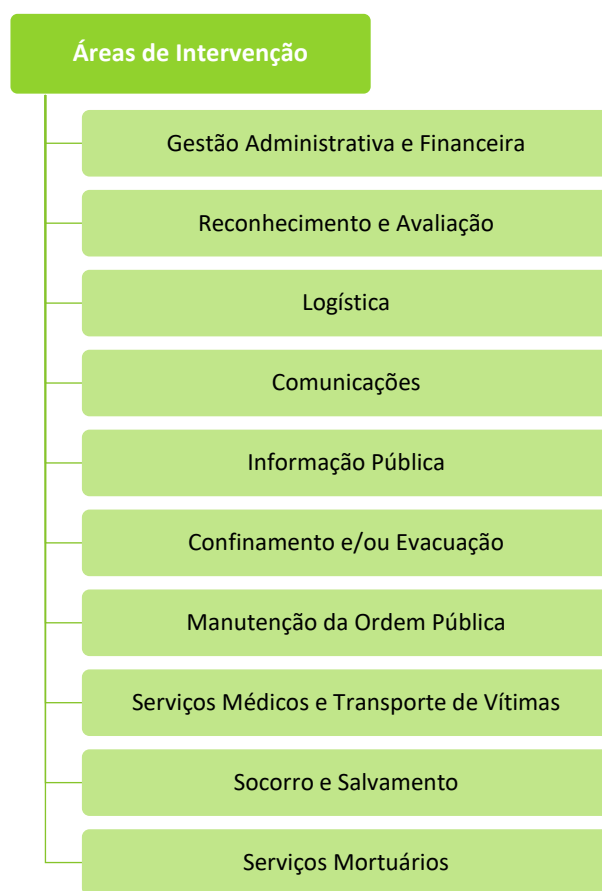 Áreas de Intervenção
Gestão Administrativa e Financeira
Reconhecimento e Avaliação
Logística
Comunicações
Informação Pública
Confinamento e/ou Evacuação
Manutenção da Ordem Pública
Serviços Médicos e Transporte de Vítimas
Socorro e Salvamento
Serviços Mortuários